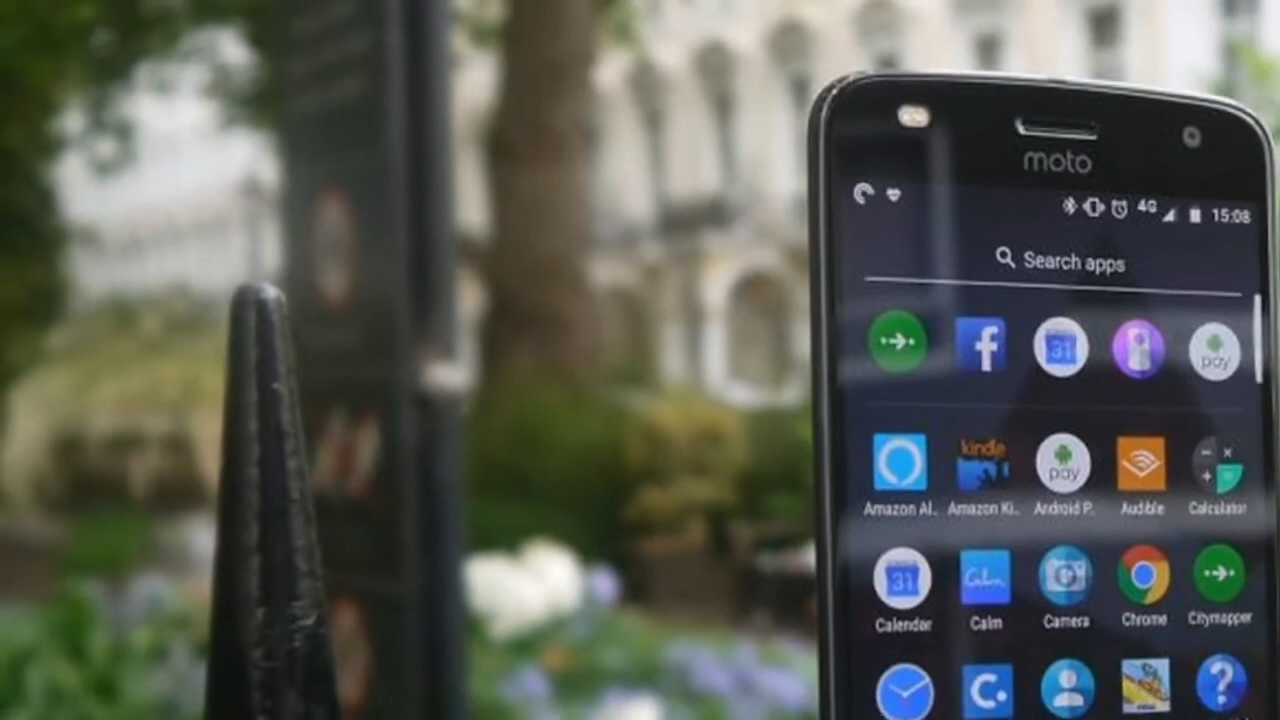 moto
4G 15:08
Search apps
31 pay
kindle pay
Amazon Al.. Amazon Ki.. Android P.. Audible Calculator
31 Calm
Calendar Calm Camera Chrome Citymapper
C. ?